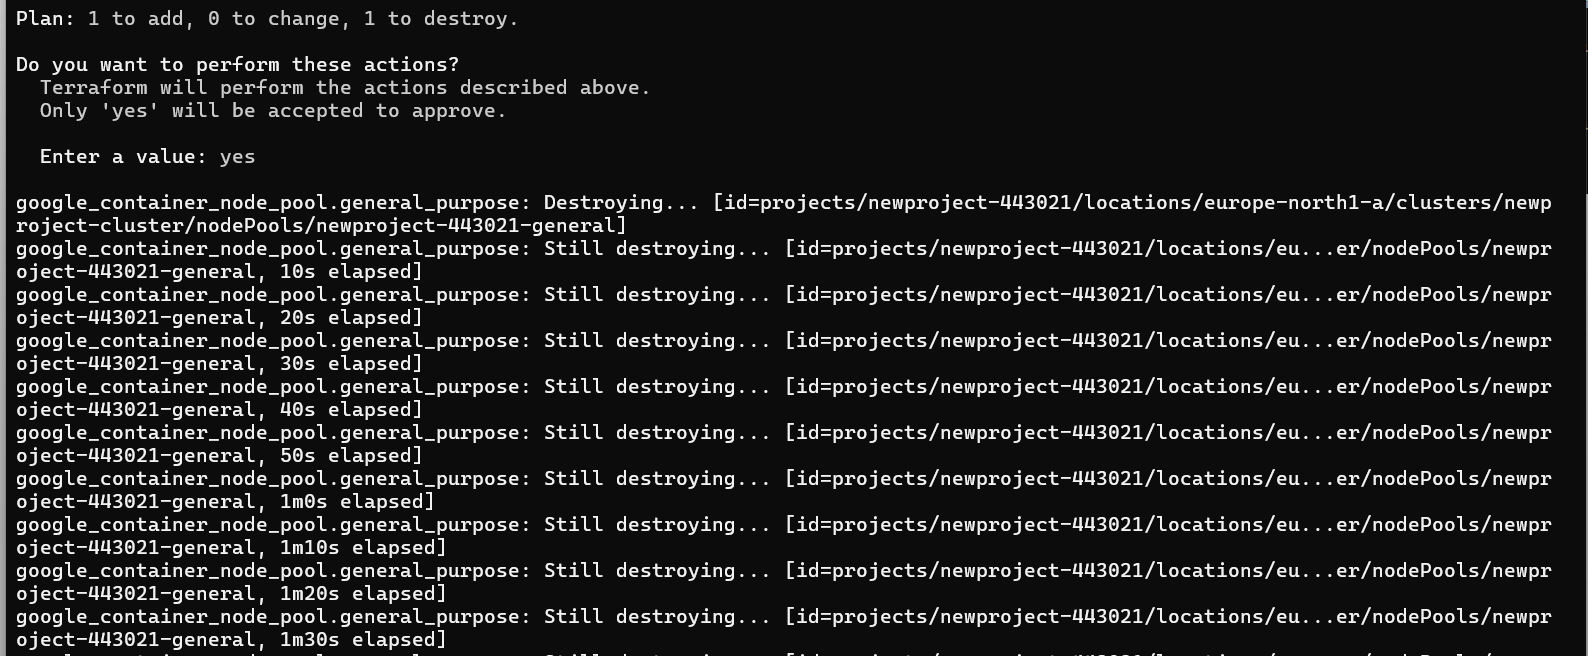 Plan: 1 to add, 0 to change, 1 to destroy.
Do you want to perform these actions?
Terraform will perform the actions described above.
Only 'yes' will be accepted to approve.
Enter a value: yes
google_container_node_pool.general_purpose: Destroying... [id=projects/newproject-443021/locations/europe-north1-a/clusters/newp
roject-cluster/nodePools/newproject-443021-general]
google_container_node_pool.general_purpose: Still destroying... [id=projects/newproject-443021/locations/eu...er/nodePools/newpr
oject-443021-general, 10s elapsed]
google_container_node_pool.general_purpose: Still destroying... [id=projects/newproject-443021/locations/eu...er/nodePools/newpr
oject-443021-general, 20s elapsed]
google_container_node_pool.general_purpose: Still destroying... [id=projects/newproject-443021/locations/eu...er/nodePools/newpr
oject-443021-general, 30s elapsed]
google_container_node_pool.general_purpose: Still destroying... [id=projects/newproject-443021/locations/eu...er/nodePools/newpr
oject-443021-general, 40s elapsed]
google_container_node_pool.general_purpose: Still destroying... [id=projects/newproject-443021/locations/eu...er/nodePools/newpr
oject-443021-general, 50s elapsed]
google_container_node_pool.general_purpose: Still destroying... [id=projects/newproject-443021/locations/eu...er/nodePools/newpr
oject-443021-general, 1m0s elapsed]
google_container_node_pool.general_purpose: Still destroying... [id=projects/newproject-443021/locations/eu...er/nodePools/newpr
oject-443021-general, 1m10s elapsed]
google_container_node_pool.general_purpose: Still destroying... [id=projects/newproject-443021/locations/eu...er/nodePools/newpr
oject-443021-general, 1m20s elapsed]
google_container_node_pool.general_purpose: Still destroying... [id=projects/newproject-443021/locations/eu...er/nodePools/newpr
oject-443021-general, 1m30s elapsed]